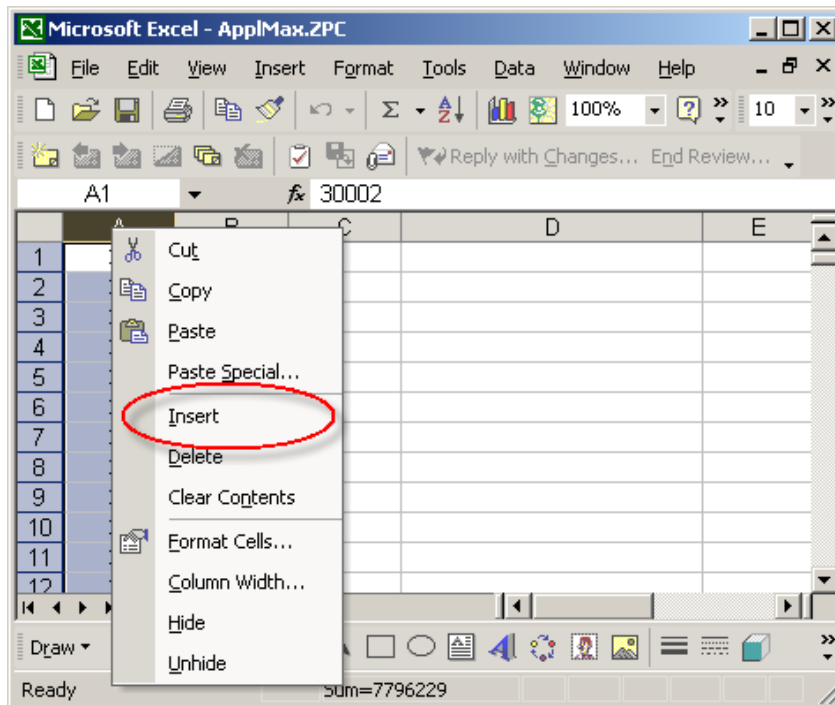 Microsoft Excel - ApplMax.ZPC
File Edit View Insert Format Tools Data Window Help
100% 10
Reply with Changes... End Review...
A1 fx 30002
A B C D E
1
2
3
4
5
6
7
8
9
10
11
12
Cut
Copy
Paste
Paste Special...
Insert
Delete
Clear Contents
Format Cells...
Column Width...
Hide
Unhide
Draw
Ready Sum=7796229